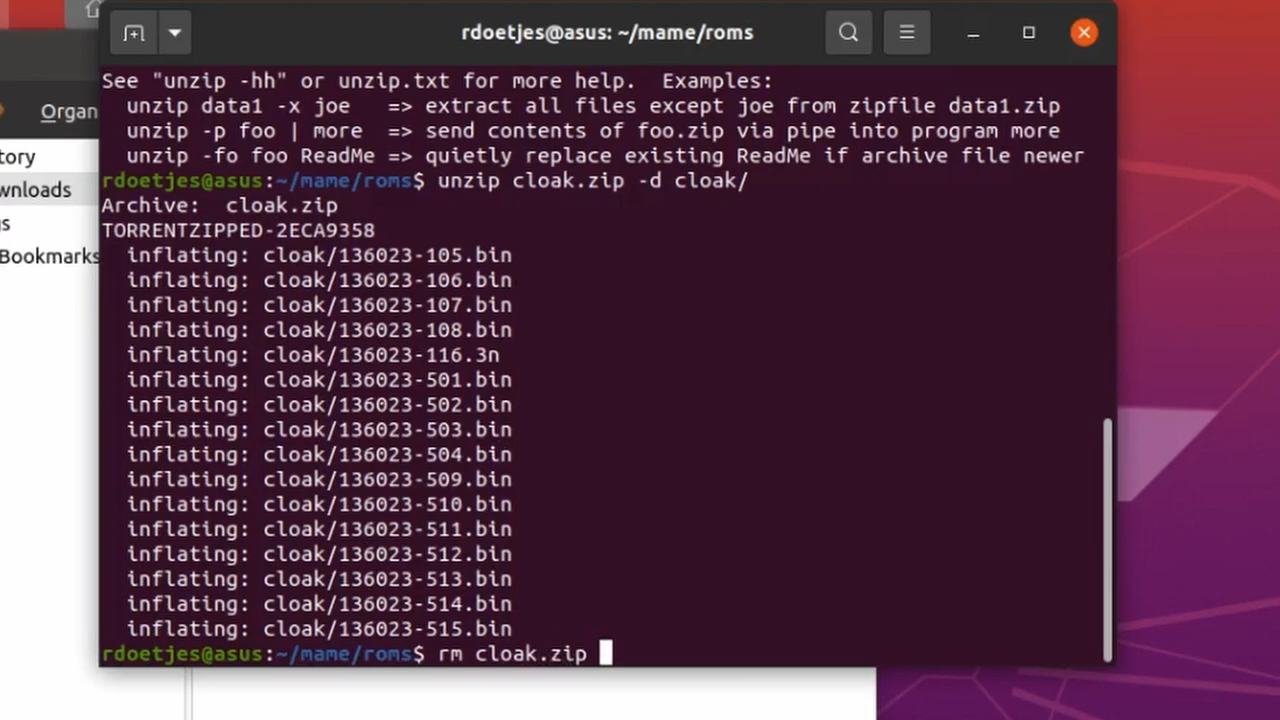 rdoetjes@asus: ~/mame/roms
Organ
tory
wnloads
gs
Bookmarks
See "unzip -hh" or unzip.txt for more help.  Examples:
  unzip data1 -x joe   => extract all files except joe from zipfile data1.zip
  unzip -p foo | more  => send contents of foo.zip via pipe into program more
  unzip -fo foo ReadMe => quietly replace existing ReadMe if archive file newer
rdoetjes@asus:~/mame/roms$ unzip cloak.zip -d cloak/
Archive:  cloak.zip
TORRENTZIPPED-2ECA9358
  inflating: cloak/136023-105.bin
  inflating: cloak/136023-106.bin
  inflating: cloak/136023-107.bin
  inflating: cloak/136023-108.bin
  inflating: cloak/136023-116.3n
  inflating: cloak/136023-501.bin
  inflating: cloak/136023-502.bin
  inflating: cloak/136023-503.bin
  inflating: cloak/136023-504.bin
  inflating: cloak/136023-509.bin
  inflating: cloak/136023-510.bin
  inflating: cloak/136023-511.bin
  inflating: cloak/136023-512.bin
  inflating: cloak/136023-513.bin
  inflating: cloak/136023-514.bin
  inflating: cloak/136023-515.bin
rdoetjes@asus:~/mame/roms$ rm cloak.zip